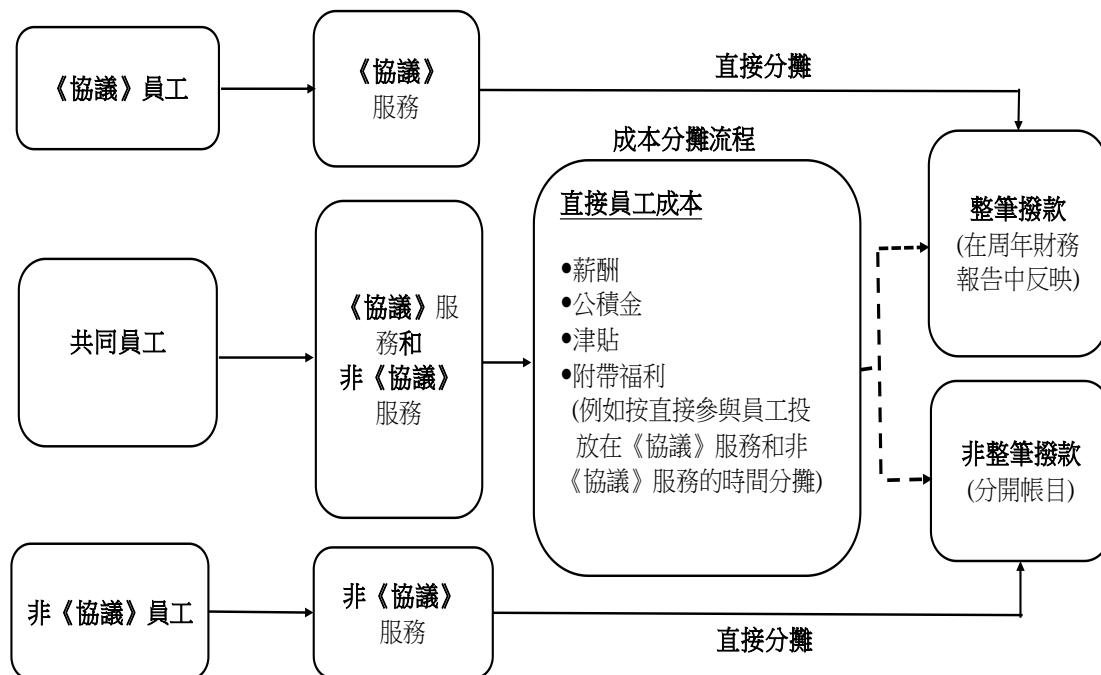 《協議》員工
《協議》
服務
直接分攤
成本分攤流程
整筆撥款
(在周年財務
報告中反映)
共同員工
《協議》服
務和
非《協議》
服務
直接員工成本
●薪酬
●公積金
●津貼
●附帶福利
(例如按直接參與員工投
放在《協議》服務和非
《協議》服務的時間分攤)
非整筆撥款
(分開帳目)
非《協議》員工
非《協議》
服務
直接分攤